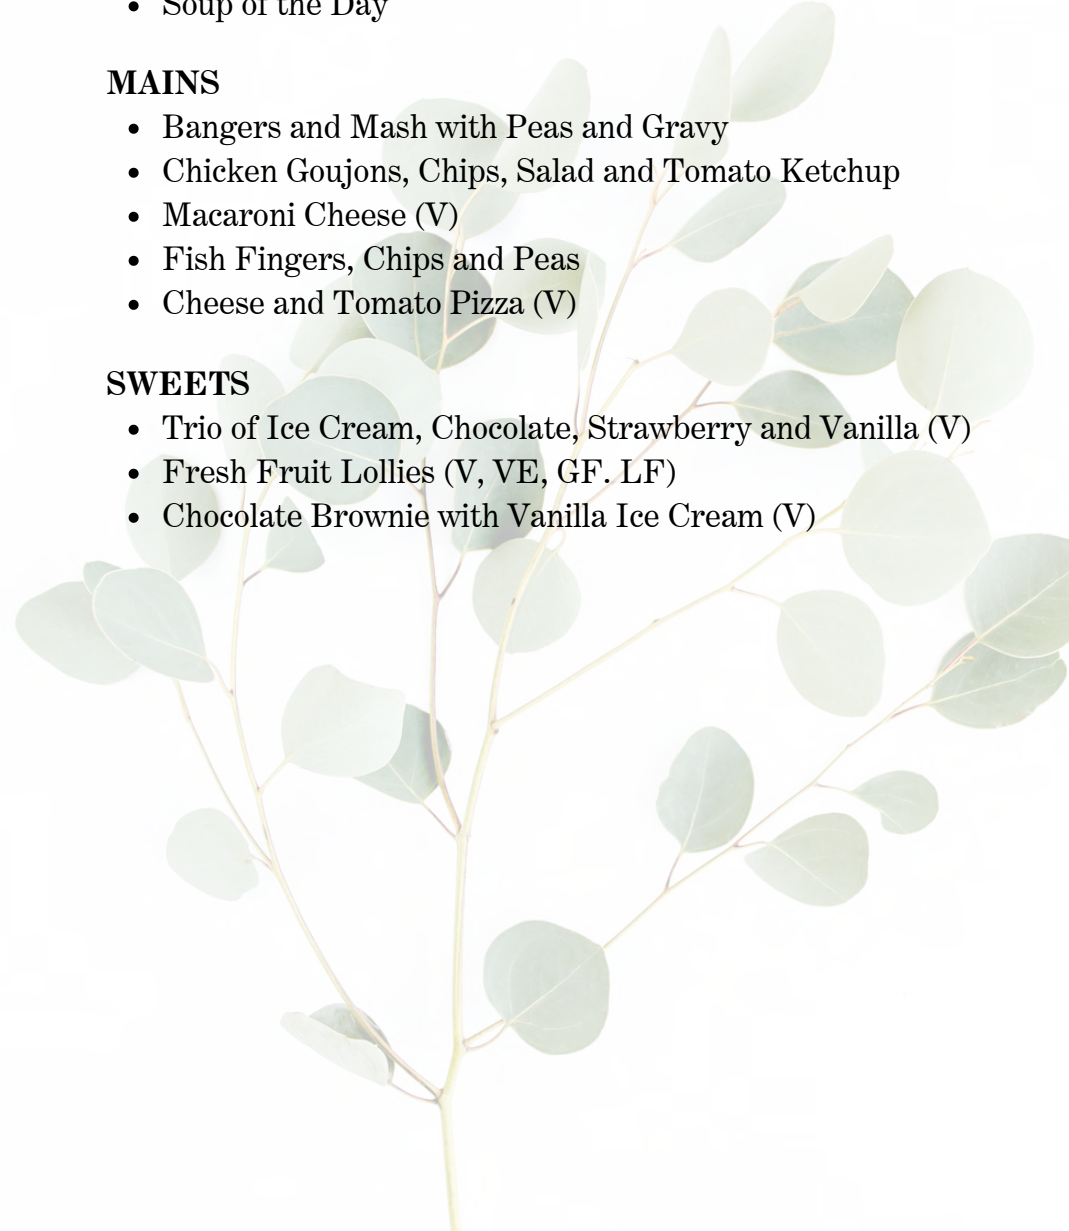 • Soup of the Day
MAINS
• Bangers and Mash with Peas and Gravy
• Chicken Goujons, Chips, Salad and Tomato Ketchup
• Macaroni Cheese (V)
• Fish Fingers, Chips and Peas
• Cheese and Tomato Pizza (V)
SWEETS
• Trio of Ice Cream, Chocolate, Strawberry and Vanilla (V)
• Fresh Fruit Lollies (V, VE, GF. LF)
• Chocolate Brownie with Vanilla Ice Cream (V)